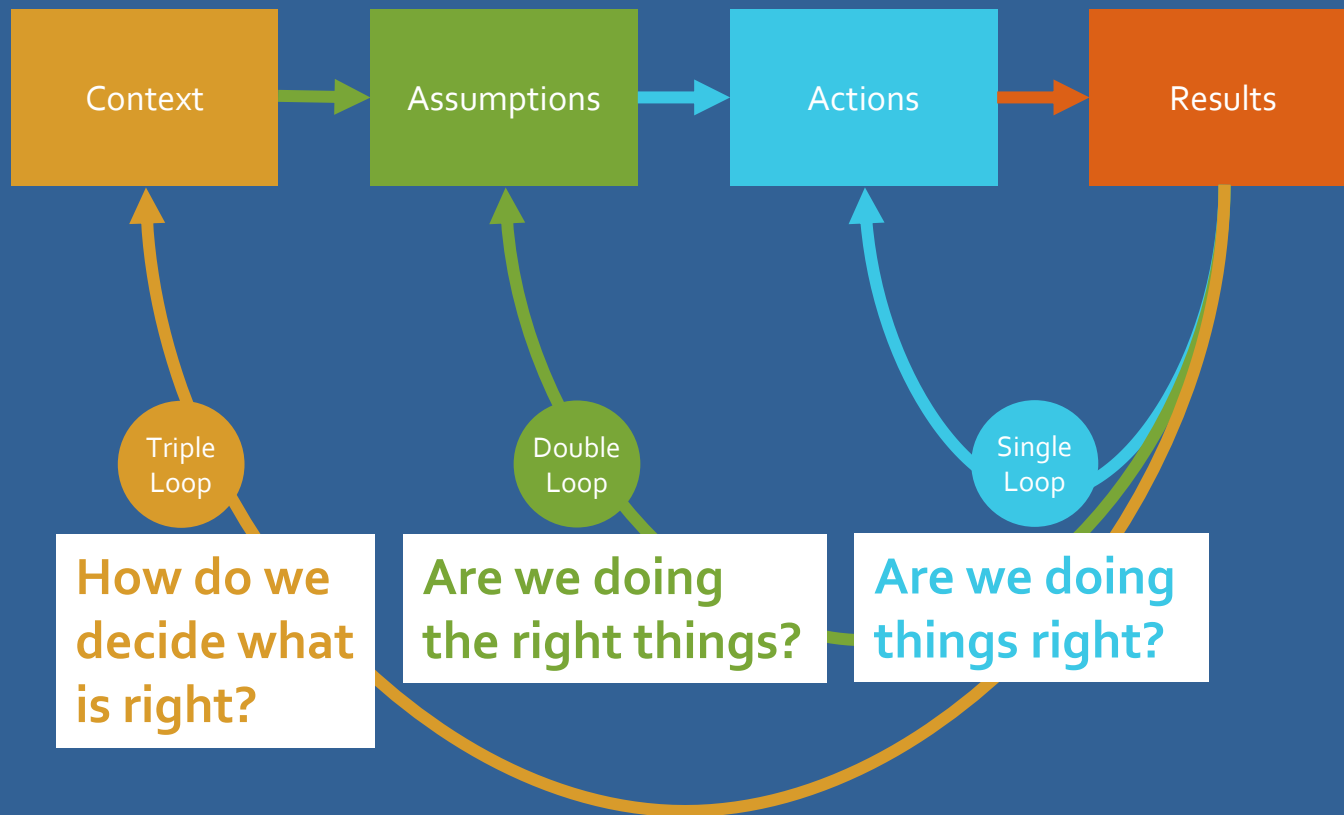 Context
Assumptions
Actions
Results
Triple
Loop
Double
Loop
Single
Loop
How do we
decide what
is right?
Are we doing
the right things?
Are we doing
things right?